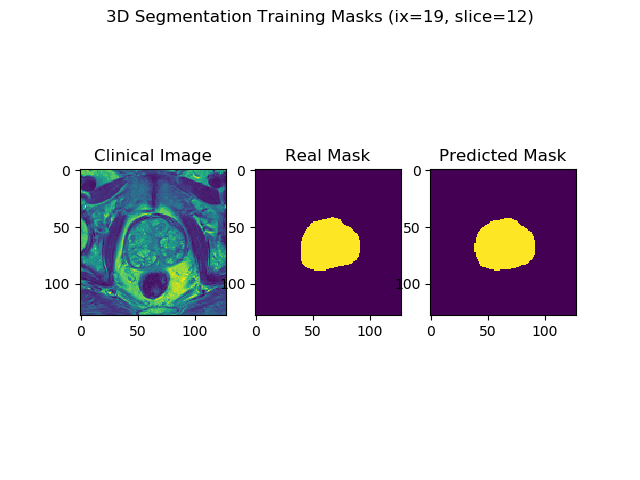 3D Segmentation Training Masks (ix=19, slice=12)
Clinical Image Real Mask Predicted Mask
0 0 0
50 50 50
100 100 100
0 50 100 0 50 100 0 50 100